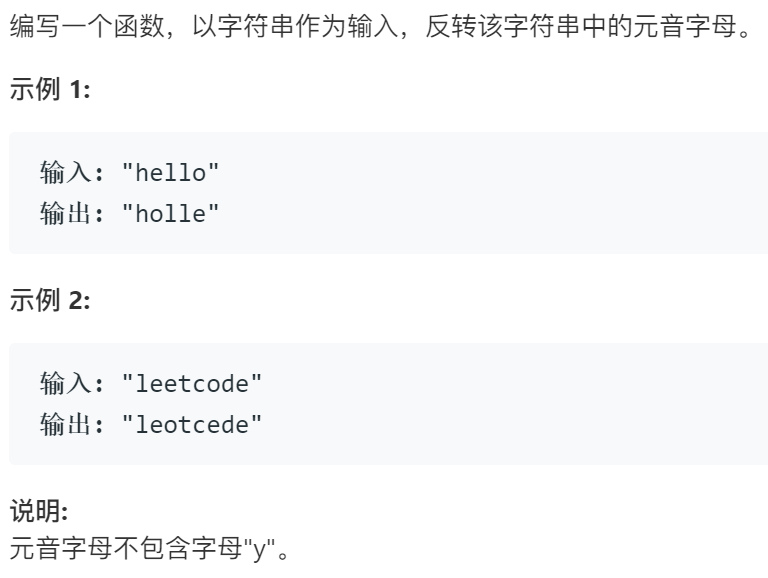 编写一个函数，以字符串作为输入，反转该字符串中的元音字母。
示例 1:
输入: "hello"
输出: "holle"
示例 2:
输入: "leetcode"
输出: "leotcede"
说明:
元音字母不包含字母"y"。